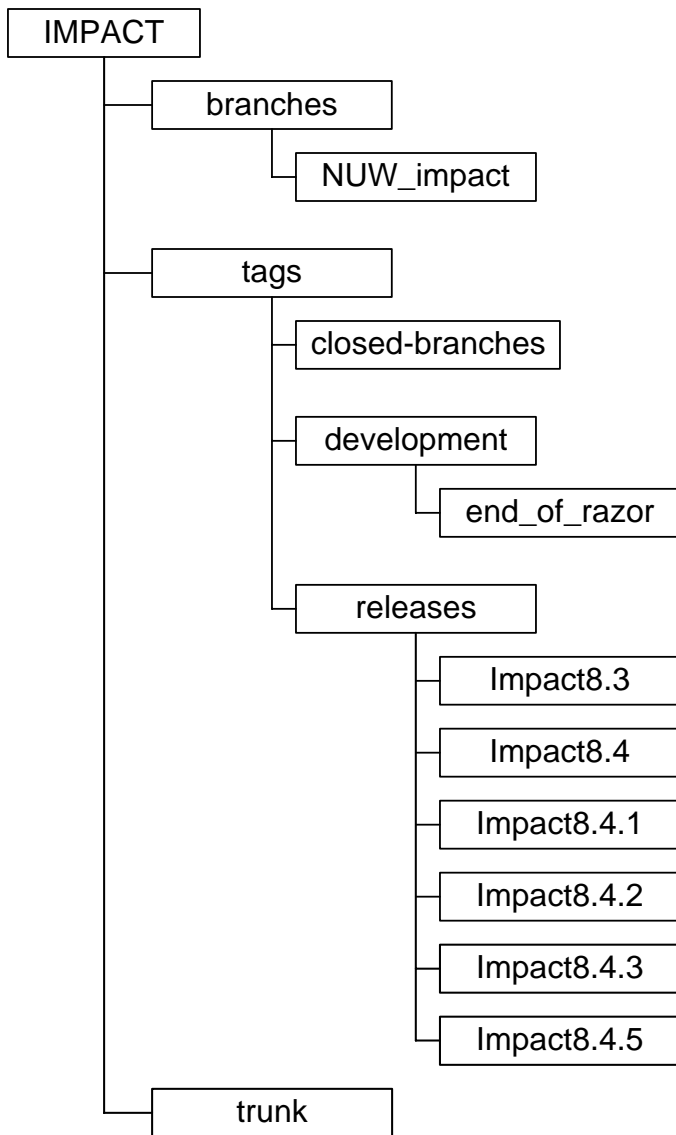 IMPACT
branches
NUW_impact
tags
closed-branches
development
end_of_razor
releases
Impact8.3
Impact8.4
Impact8.4.1
Impact8.4.2
Impact8.4.3
Impact8.4.5
trunk